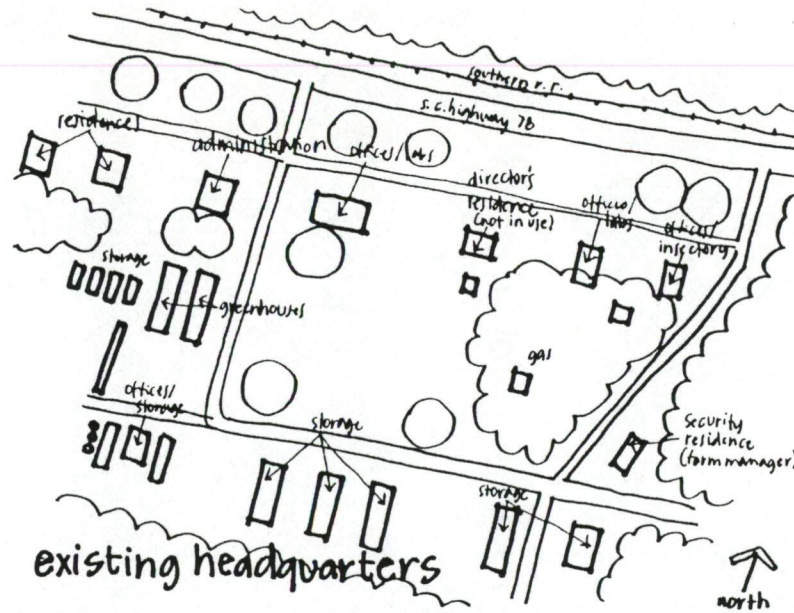 southern r.r.
s.c. highway 78
residences
administration
offices/labs
director's
residence
(not in use)
offices/
labs
offices/
insectory
storage
greenhouses
gas
offices/
storage
storage
security
residence
(farm manager)
storage
existing headquarters
north